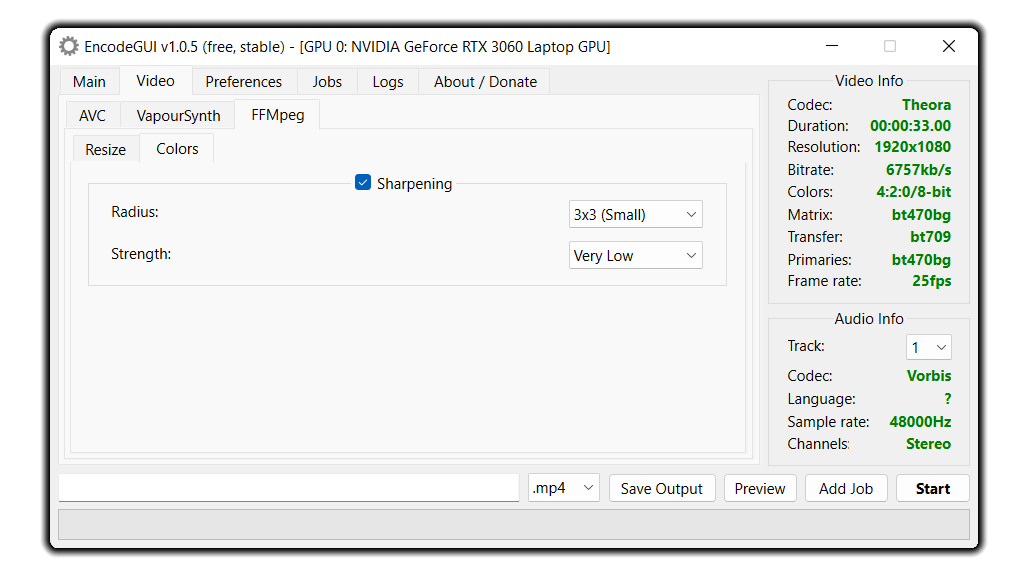 EncodeGUI v1.0.5 (free, stable) - [GPU 0: NVIDIA GeForce RTX 3060 Laptop GPU]
Main Video Preferences Jobs Logs About / Donate
AVC VapourSynth FFMpeg
Resize Colors
Sharpening
Radius: 3x3 (Small)
Strength: Very Low
Video Info
Codec: Theora
Duration: 00:00:33.00
Resolution: 1920x1080
Bitrate: 6757kb/s
Colors: 4:2:0/8-bit
Matrix: bt470bg
Transfer: bt709
Primaries: bt470bg
Frame rate: 25fps
Audio Info
Track: 1
Codec: Vorbis
Language: ?
Sample rate: 48000Hz
Channels: Stereo
.mp4 Save Output Preview Add Job Start